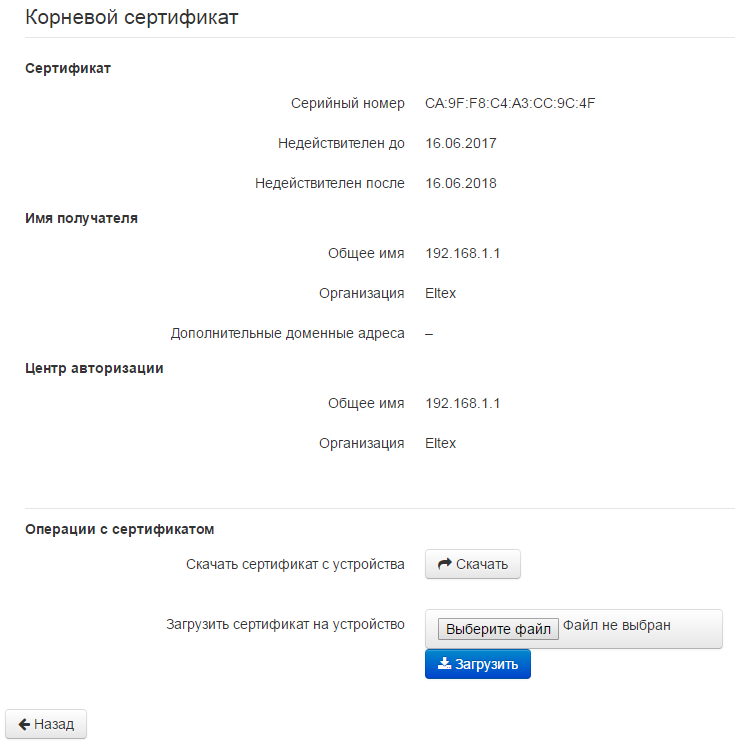 Корневой сертификат
Сертификат
Серийный номер CA:9F:F8:C4:A3:CC:9C:4F
Недействителен до 16.06.2017
Недействителен после 16.06.2018
Имя получателя
Общее имя 192.168.1.1
Организация Eltex
Дополнительные доменные адреса –
Центр авторизации
Общее имя 192.168.1.1
Организация Eltex
Операции с сертификатом
Скачать сертификат с устройства Скачать
Загрузить сертификат на устройство Выберите файл Файл не выбран
Загрузить
Назад